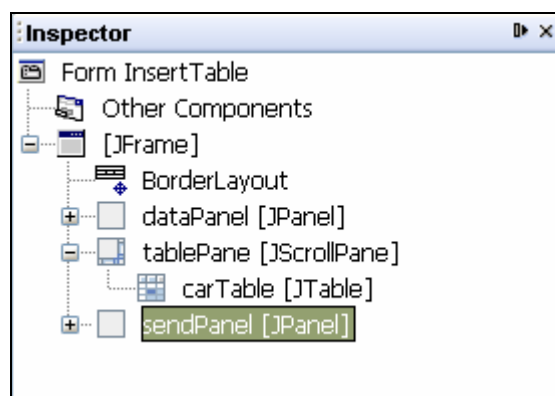 Inspector
Form InsertTable
Other Components
[JFrame]
BorderLayout
dataPanel [JPanel]
tablePane [JScrollPane]
carTable [JTable]
sendPanel [JPanel]